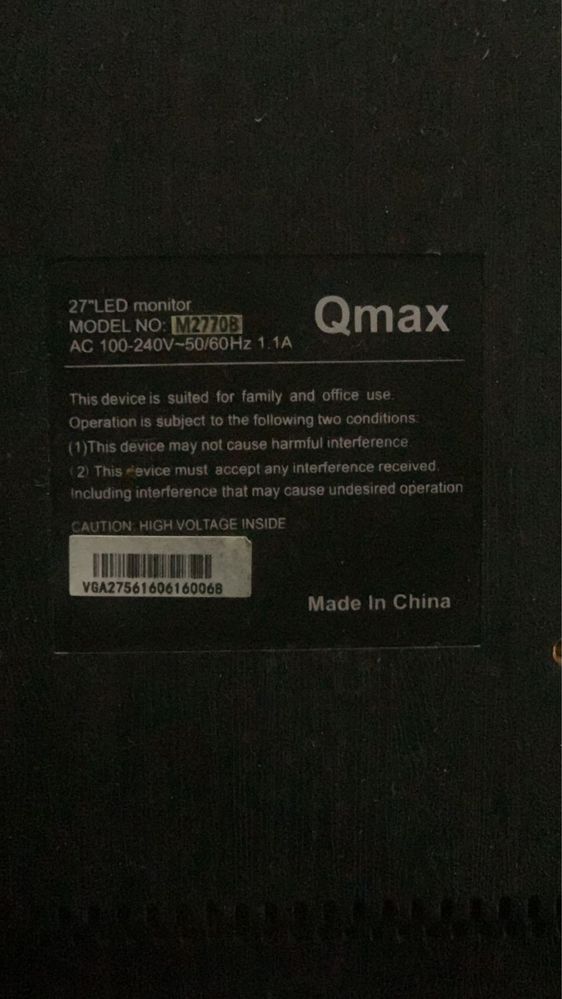 27"LED monitor
Qmax
MODEL NO: M2770B
AC 100-240V~50/60Hz 1.1A
This device is suited for family and office use.
Operation is subject to the following two conditions:
(1)This device may not cause harmful interference.
(2) This device must accept any interference received.
Including interference that may cause undesired operation
CAUTION: HIGH VOLTAGE INSIDE
VGA27561606160068
Made In China